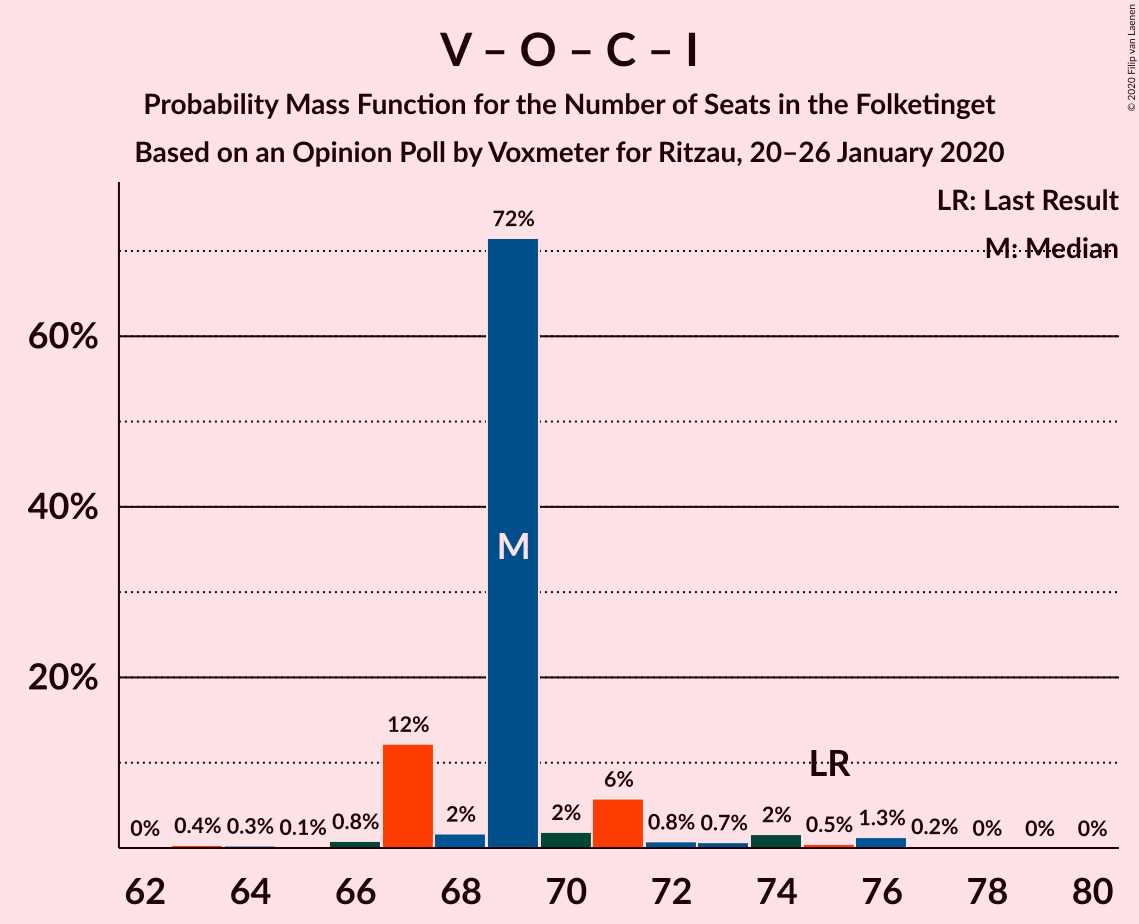 V – O – C – I
Probability Mass Function for the Number of Seats in the Folketinget
Based on an Opinion Poll by Voxmeter for Ritzau, 20–26 January 2020
© 2020 Filip van Laenen
LR: Last Result
M: Median
60%
40%
20%
0%
0.4%
0.3%
0.1%
0.8%
12%
2%
72%
M
2%
6%
0.8%
0.7%
2%
LR
0.5%
1.3%
0.2%
0%
0%
0%
62 64 66 68 70 72 74 76 78 80